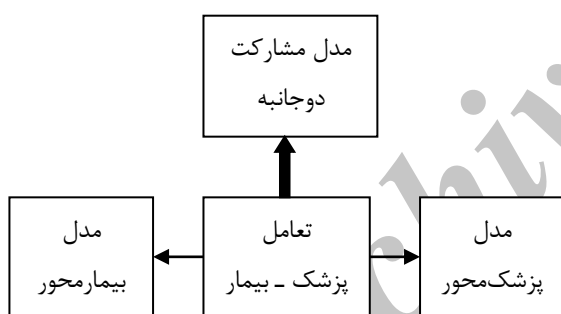 مدل مشارکت
دوجانبه
مدل
پزشک‌محور
تعامل
پزشک ـ بیمار
مدل
بیمارمحور